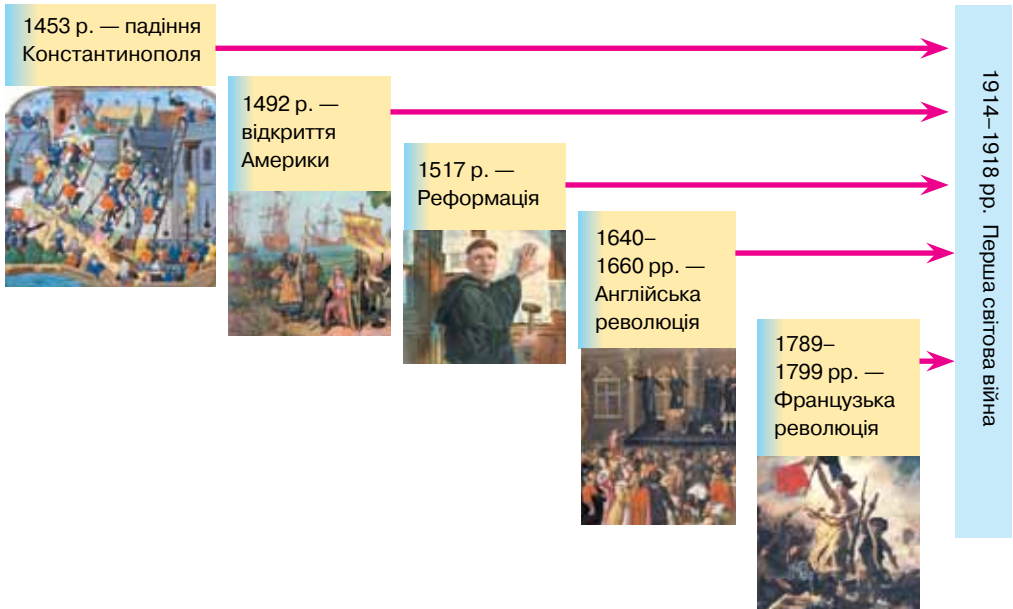 1453 р. — падіння
Константинополя
1492 р. —
відкриття
Америки
1517 р. —
Реформація
1640–
1660 рр. —
Англійська
революція
1789–
1799 рр. —
Французька
революція
1914–1918 рр. Перша світова війна